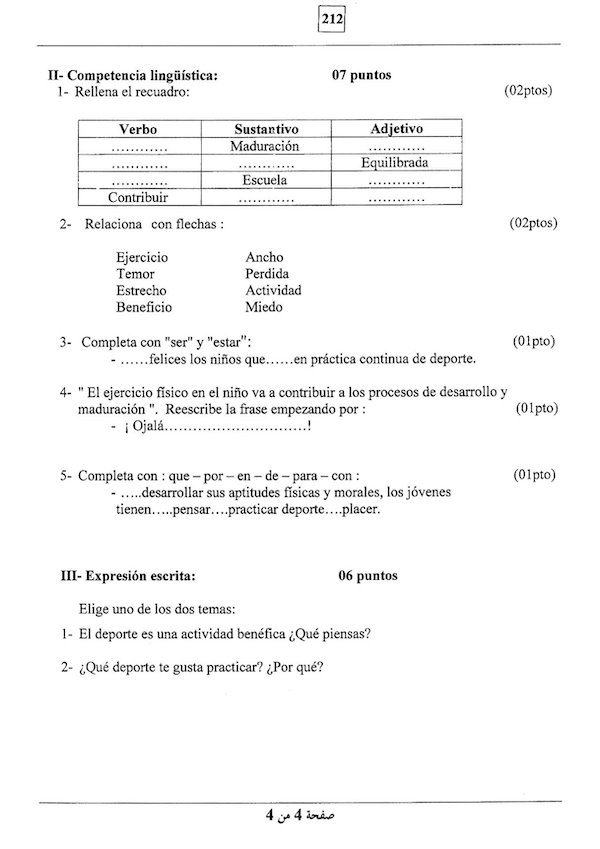 212
II- Competencia lingüística: 07 puntos
1- Rellena el recuadro: (02ptos)
Verbo Sustantivo Adjetivo
............ Maduración ............
............ ............ Equilibrada
............ Escuela ............
Contribuir ............ ............
2- Relaciona con flechas : (02ptos)
Ejercicio Ancho
Temor Perdida
Estrecho Actividad
Beneficio Miedo
3- Completa con "ser" y "estar": (01pto)
- ......felices los niños que......en práctica continua de deporte.
4- " El ejercicio físico en el niño va a contribuir a los procesos de desarrollo y
maduración ". Reescribe la frase empezando por : (01pto)
- ¡ Ojalá..............................!
5- Completa con : que – por – en – de – para – con : (01pto)
- .....desarrollar sus aptitudes físicas y morales, los jóvenes
tienen.....pensar....practicar deporte....placer.
III- Expresión escrita: 06 puntos
Elige uno de los dos temas:
1- El deporte es una actividad benéfica ¿Qué piensas?
2- ¿Qué deporte te gusta practicar? ¿Por qué?
صفحة 4 من 4